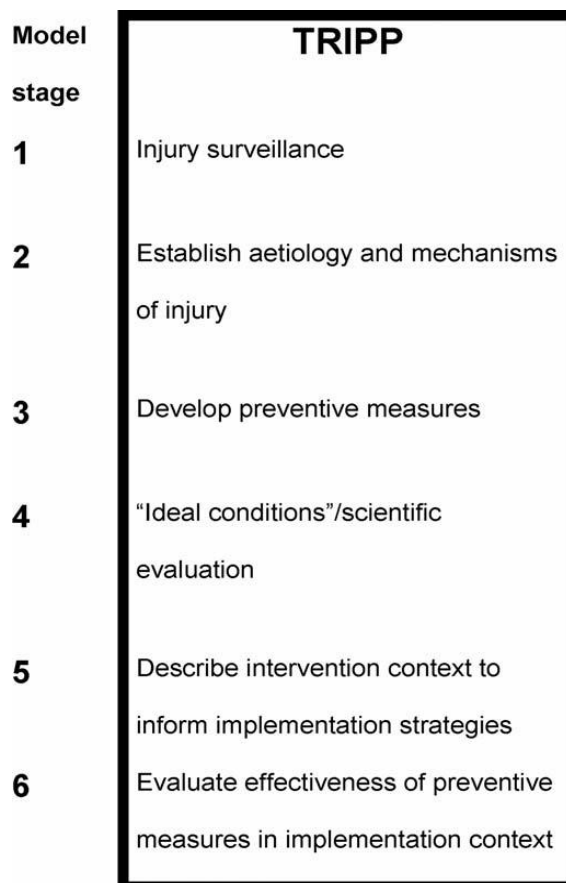 Model
stage
TRIPP
1 Injury surveillance
2 Establish aetiology and mechanisms
of injury
3 Develop preventive measures
4 “Ideal conditions”/scientific
evaluation
5 Describe intervention context to
inform implementation strategies
6 Evaluate effectiveness of preventive
measures in implementation context